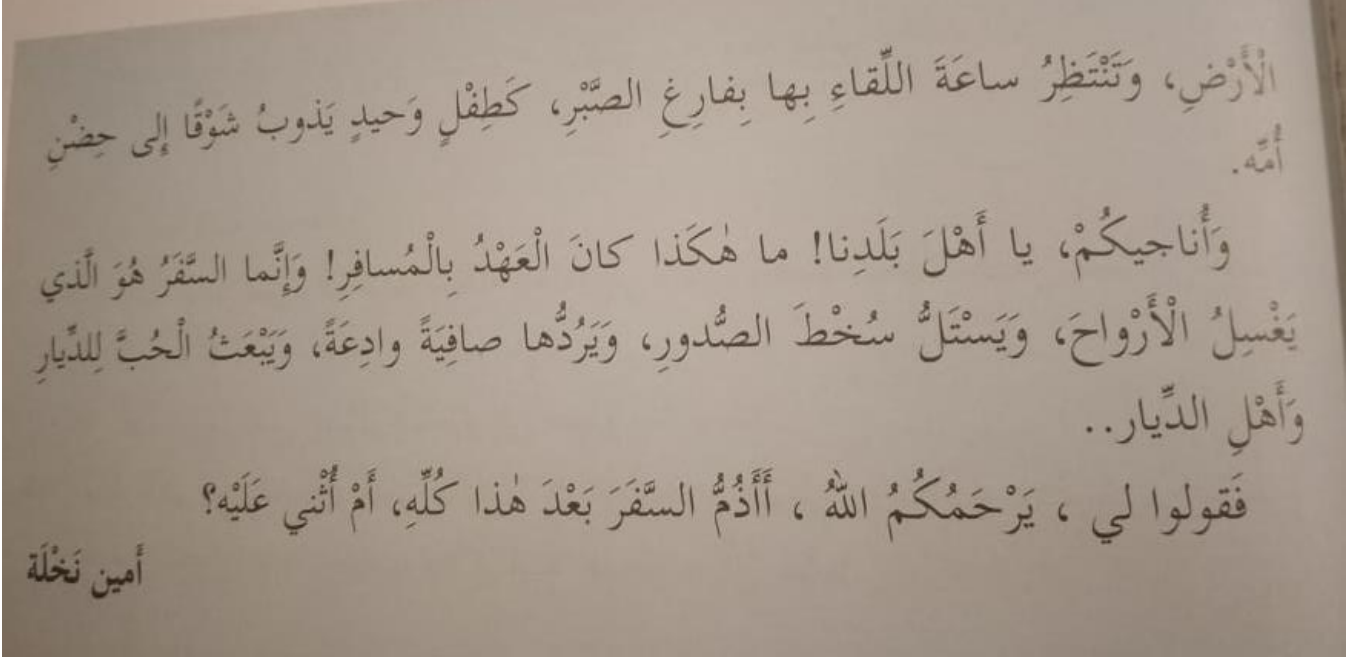 الْأَرْضِ، وَتَنْتَظِرُ ساعَةَ اللِّقاءِ بِها بِفارِغِ الصَّبْرِ، كَطِفْلٍ وَحيدٍ يَذوبُ شَوْقًا إِلى حِضْنِ
أُمِّه.
وَأُناجيكُمْ، يا أَهْلَ بَلَدِنا! ما هٰكَذا كانَ الْعَهْدُ بِالْمُسافِرِ! وَإِنَّما السَّفَرُ هُوَ الَّذي
يَغْسِلُ الْأَرْواحَ، وَيَسْتَلُّ سُخْطَ الصُّدورِ، وَيَرُدُّها صافِيَةً وادِعَةً، وَيَبْعَثُ الْحُبَّ لِلدِّيارِ
وَأَهْلِ الدِّيار..
فَقولوا لي ، يَرْحَمُكُمُ اللهُ ، أَأَذُمُّ السَّفَرَ بَعْدَ هٰذا كُلِّهِ، أَمْ أُثْني عَلَيْه؟
أَمين نَخْلَة